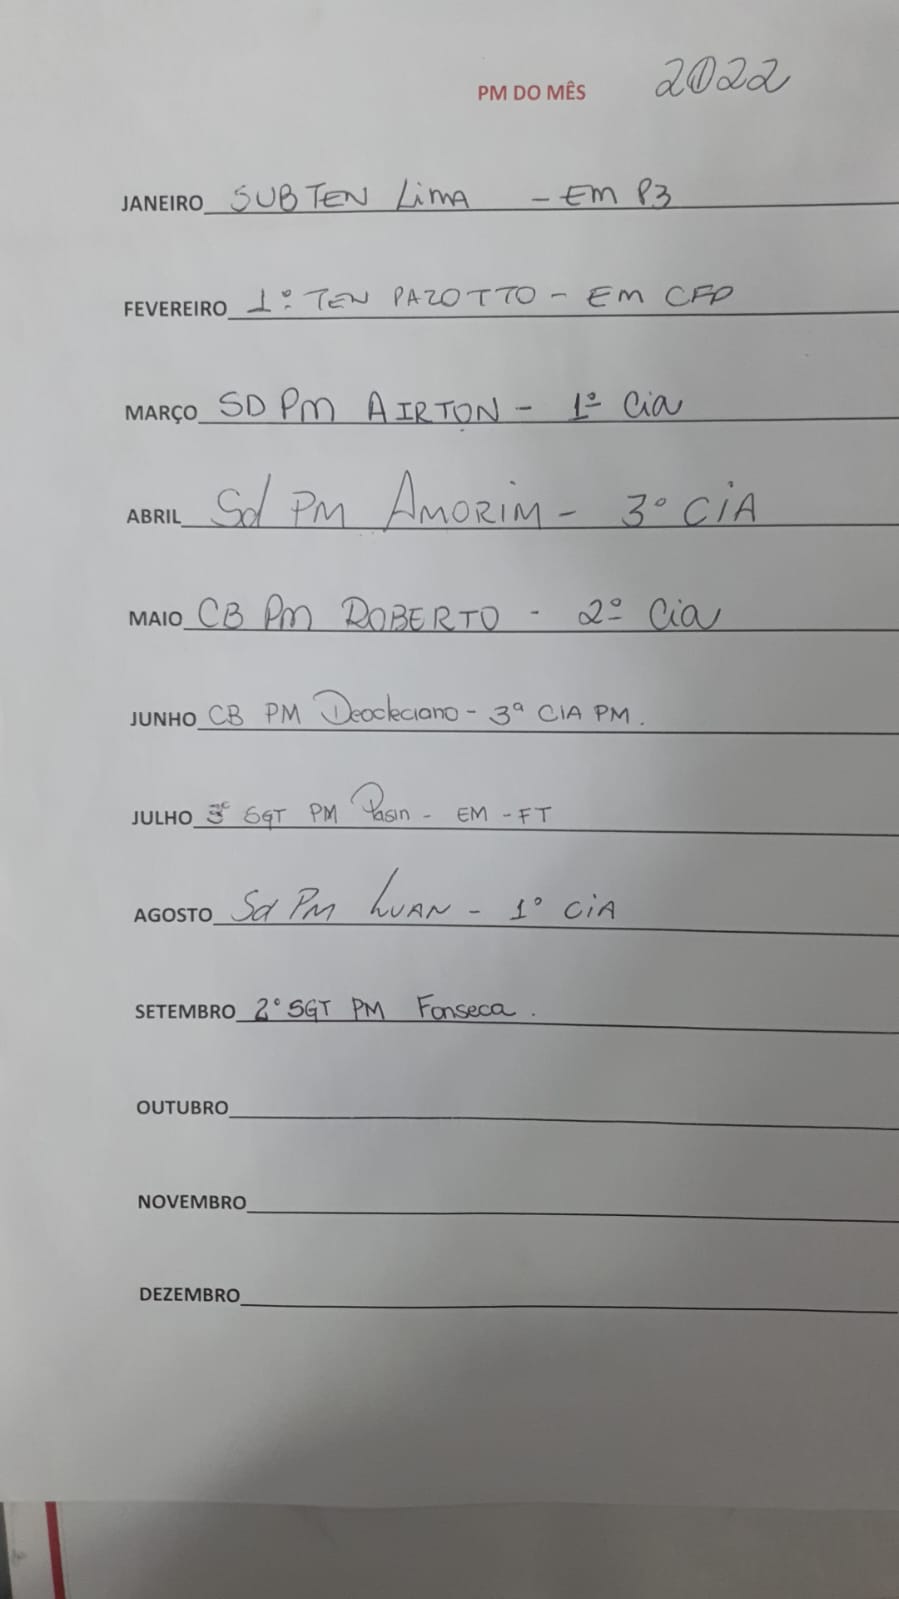 PM DO MÊS 2022
JANEIRO SUBTEN Lima - EM P3
FEVEREIRO 1º TEN PAZOTTO - EM CFP
MARÇO SD PM AIRTON - 1º Cia
ABRIL Sd PM AMORIM - 3º CIA
MAIO CB PM ROBERTO - 2º Cia
JUNHO CB PM Deocleciano - 3ª CIA PM.
JULHO 3º SGT PM Pasin - EM - FT
AGOSTO Sd PM LUAN - 1º CIA
SETEMBRO 2º SGT PM Fonseca.
OUTUBRO
NOVEMBRO
DEZEMBRO